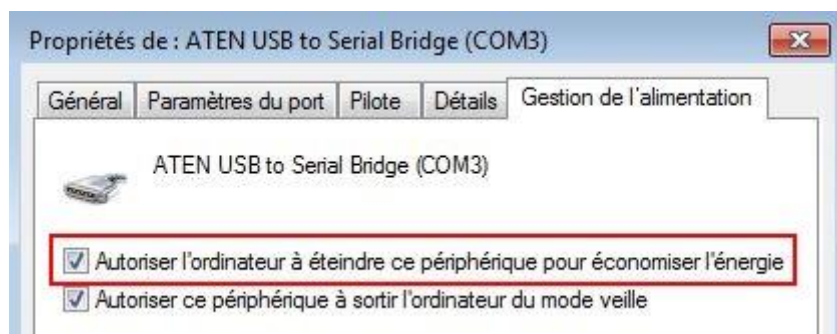 Propriétés de : ATEN USB to Serial Bridge (COM3)
Général Paramètres du port Pilote Détails Gestion de l'alimentation
ATEN USB to Serial Bridge (COM3)
Autoriser l'ordinateur à éteindre ce périphérique pour économiser l'énergie
Autoriser ce périphérique à sortir l'ordinateur du mode veille